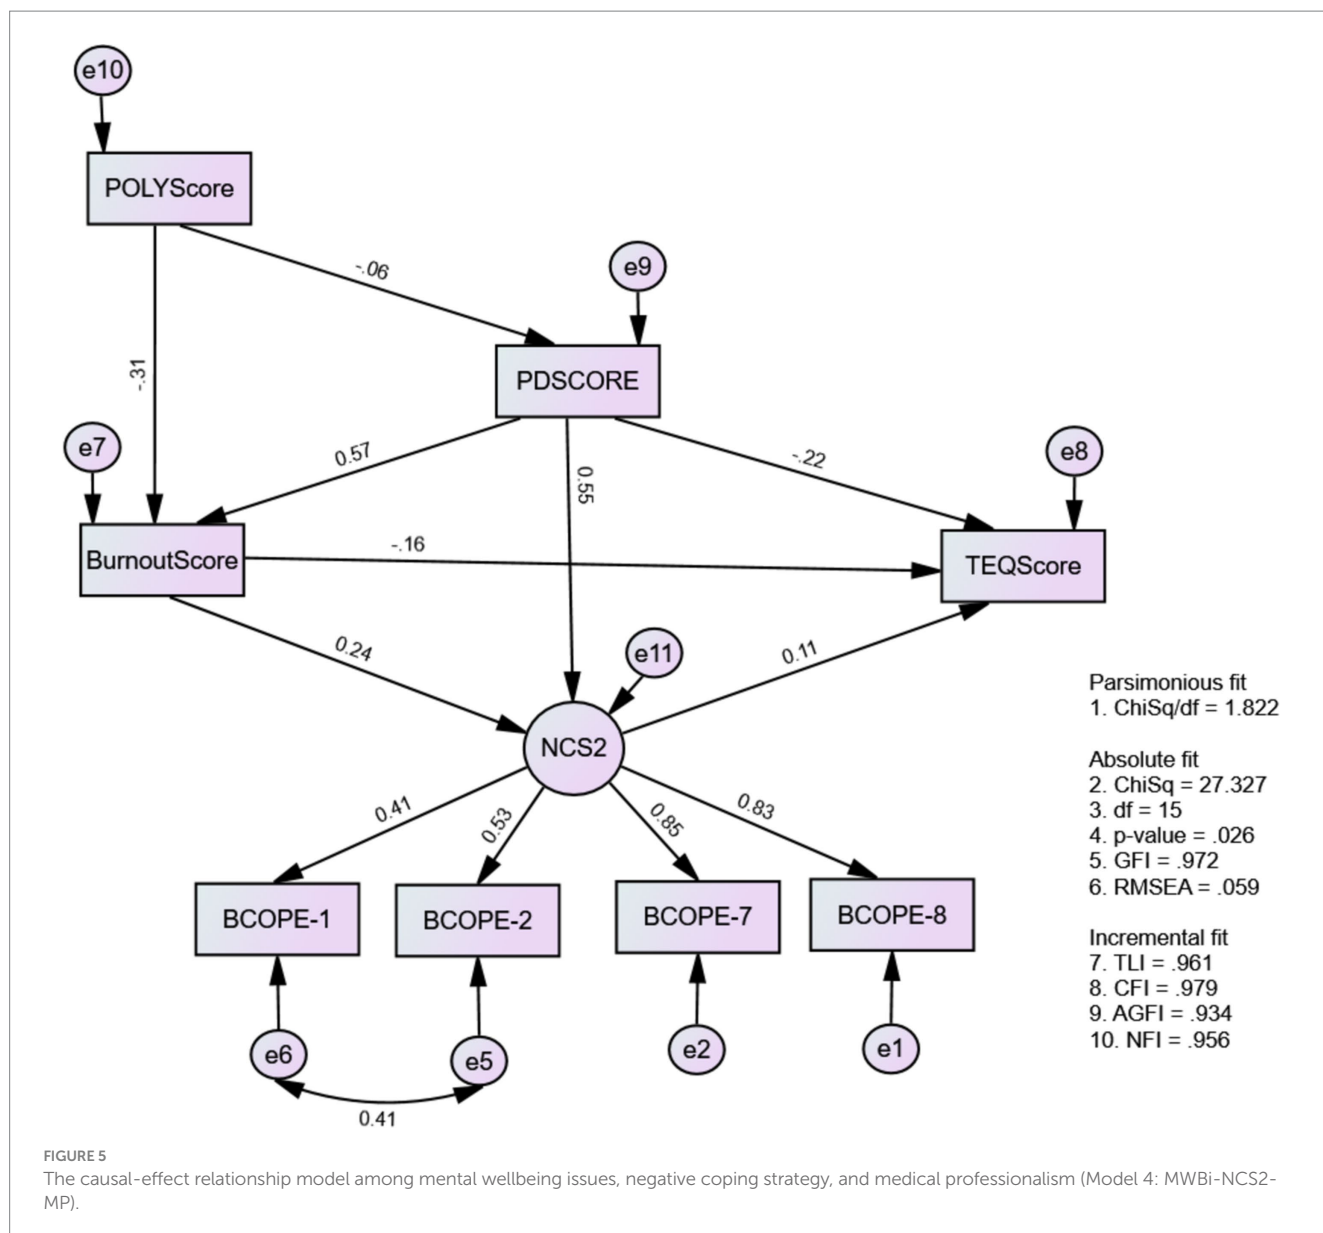 e10
POLYScore
-.06
e9
-.31
PDSCORE
e7
0.57
0.55
-.22
e8
BurnoutScore
-.16
TEQScore
0.24
e11
0.11
NCS2
Parsimonious fit
1. ChiSq/df = 1.822
Absolute fit
2. ChiSq = 27.327
3. df = 15
4. p-value = .026
5. GFI = .972
6. RMSEA = .059
Incremental fit
7. TLI = .961
8. CFI = .979
9. AGFI = .934
10. NFI = .956
0.41
0.53
0.85
0.83
BCOPE-1
BCOPE-2
BCOPE-7
BCOPE-8
e6
e5
e2
e1
0.41
FIGURE 5
The causal-effect relationship model among mental wellbeing issues, negative coping strategy, and medical professionalism (Model 4: MWBi-NCS2-
MP).